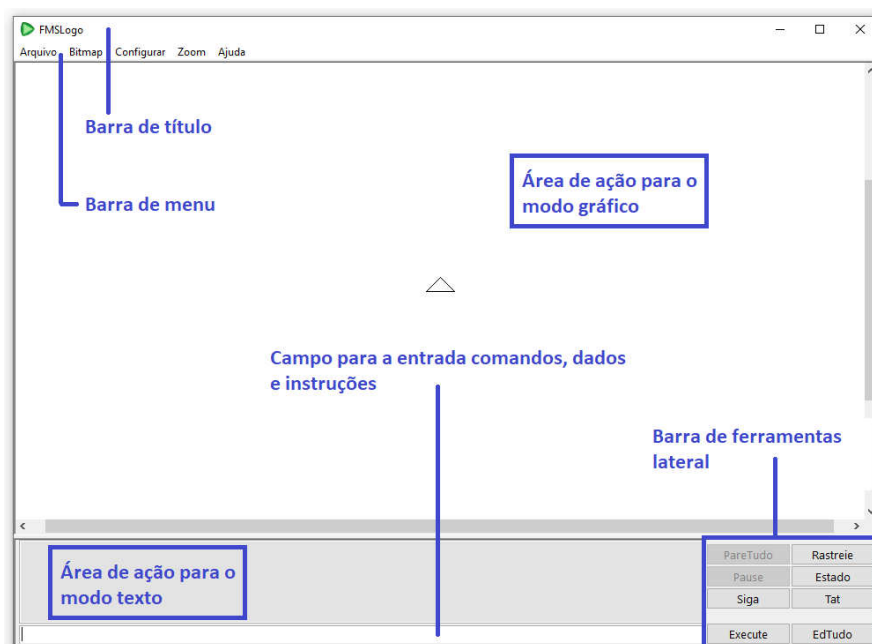 FMSLogo
Arquivo Bitmap Configurar Zoom Ajuda
Barra de título
Área de ação para o
modo gráfico
Barra de menu
Campo para a entrada comandos, dados
e instruções
Barra de ferramentas
lateral
Área de ação para o
modo texto
PareTudo Rastreie
Pause Estado
Siga Tat
Execute EdTudo